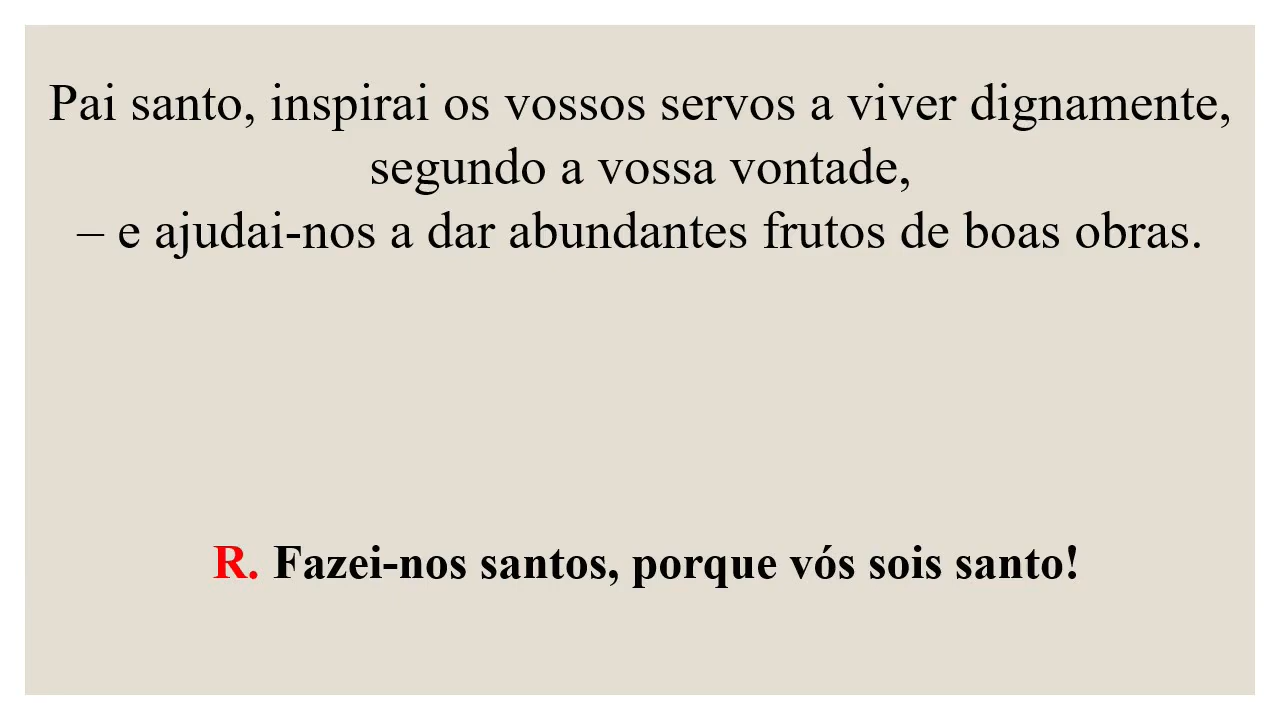 Pai santo, inspirai os vossos servos a viver dignamente,
segundo a vossa vontade,
– e ajudai-nos a dar abundantes frutos de boas obras.
R. Fazei-nos santos, porque vós sois santo!